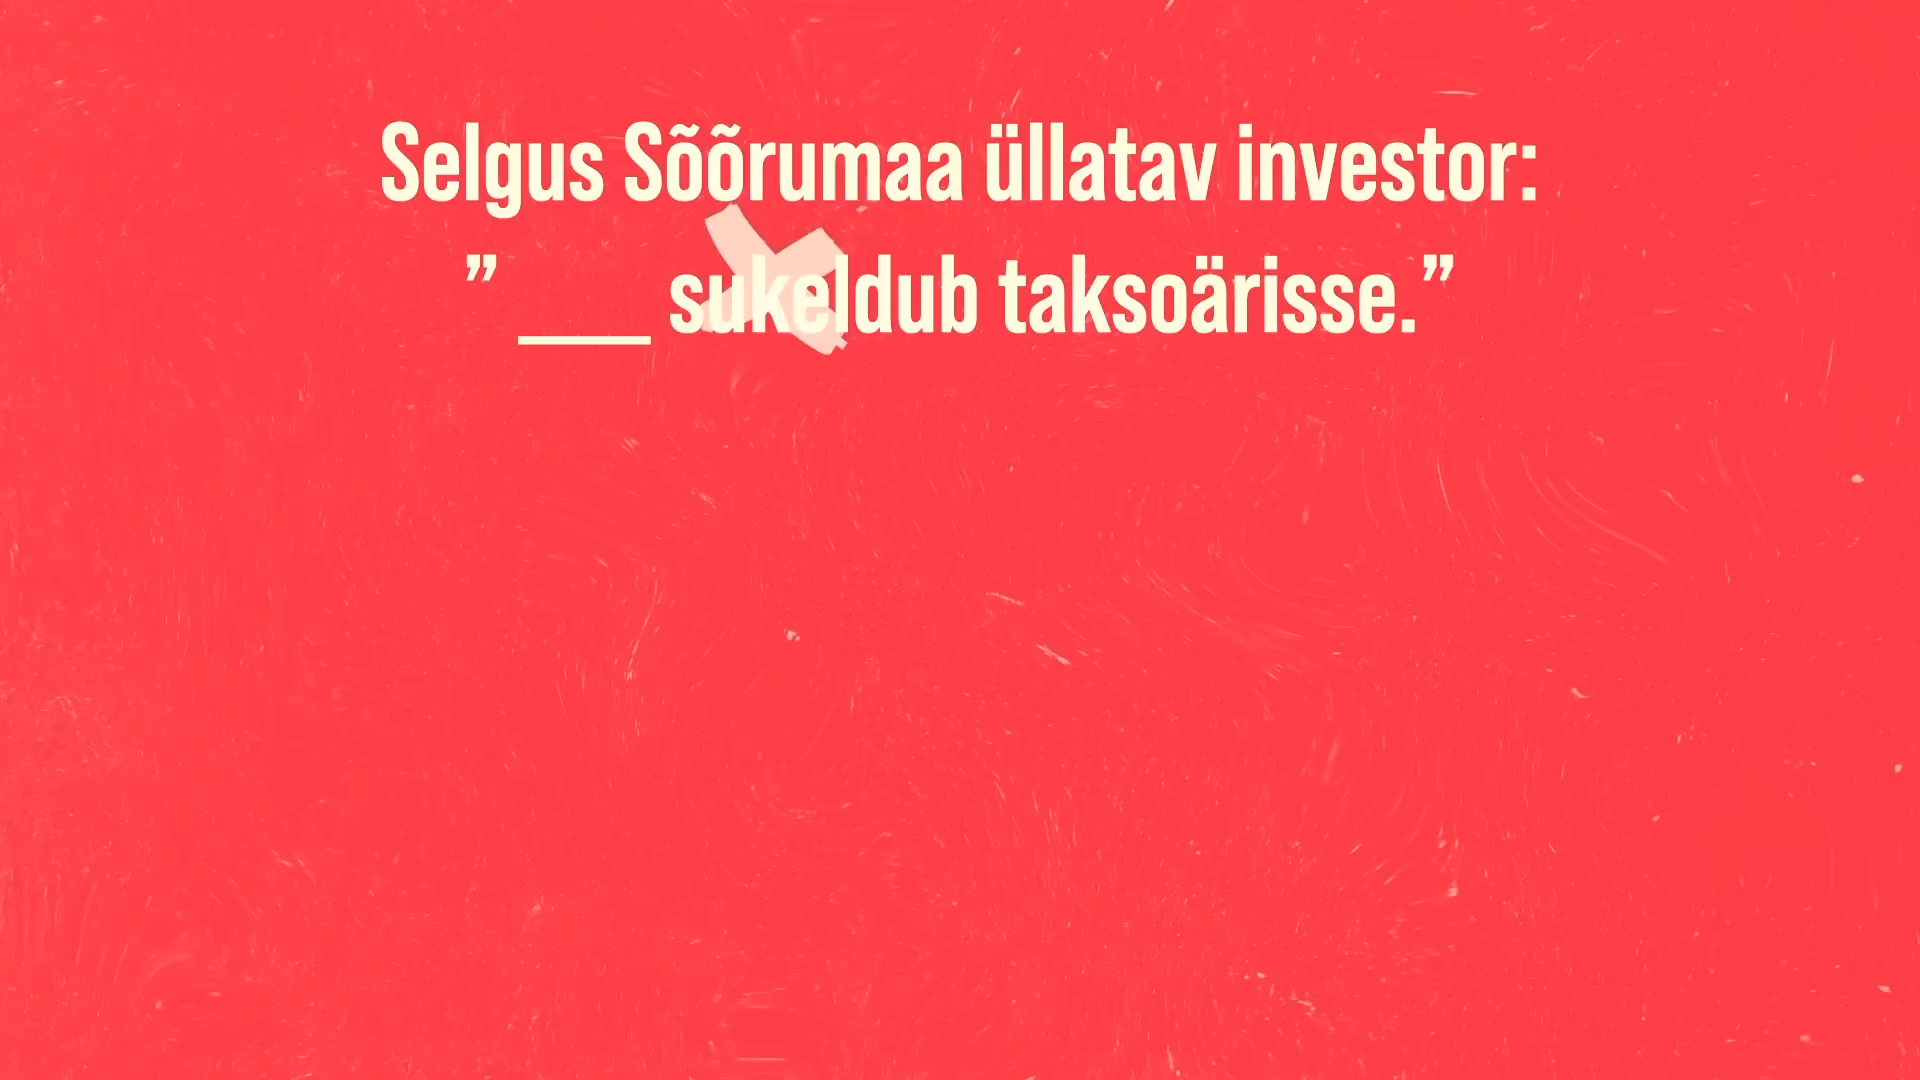 Selgus Sõõrumaa üllatav investor:
” ___ sukeldub taksoärisse.”